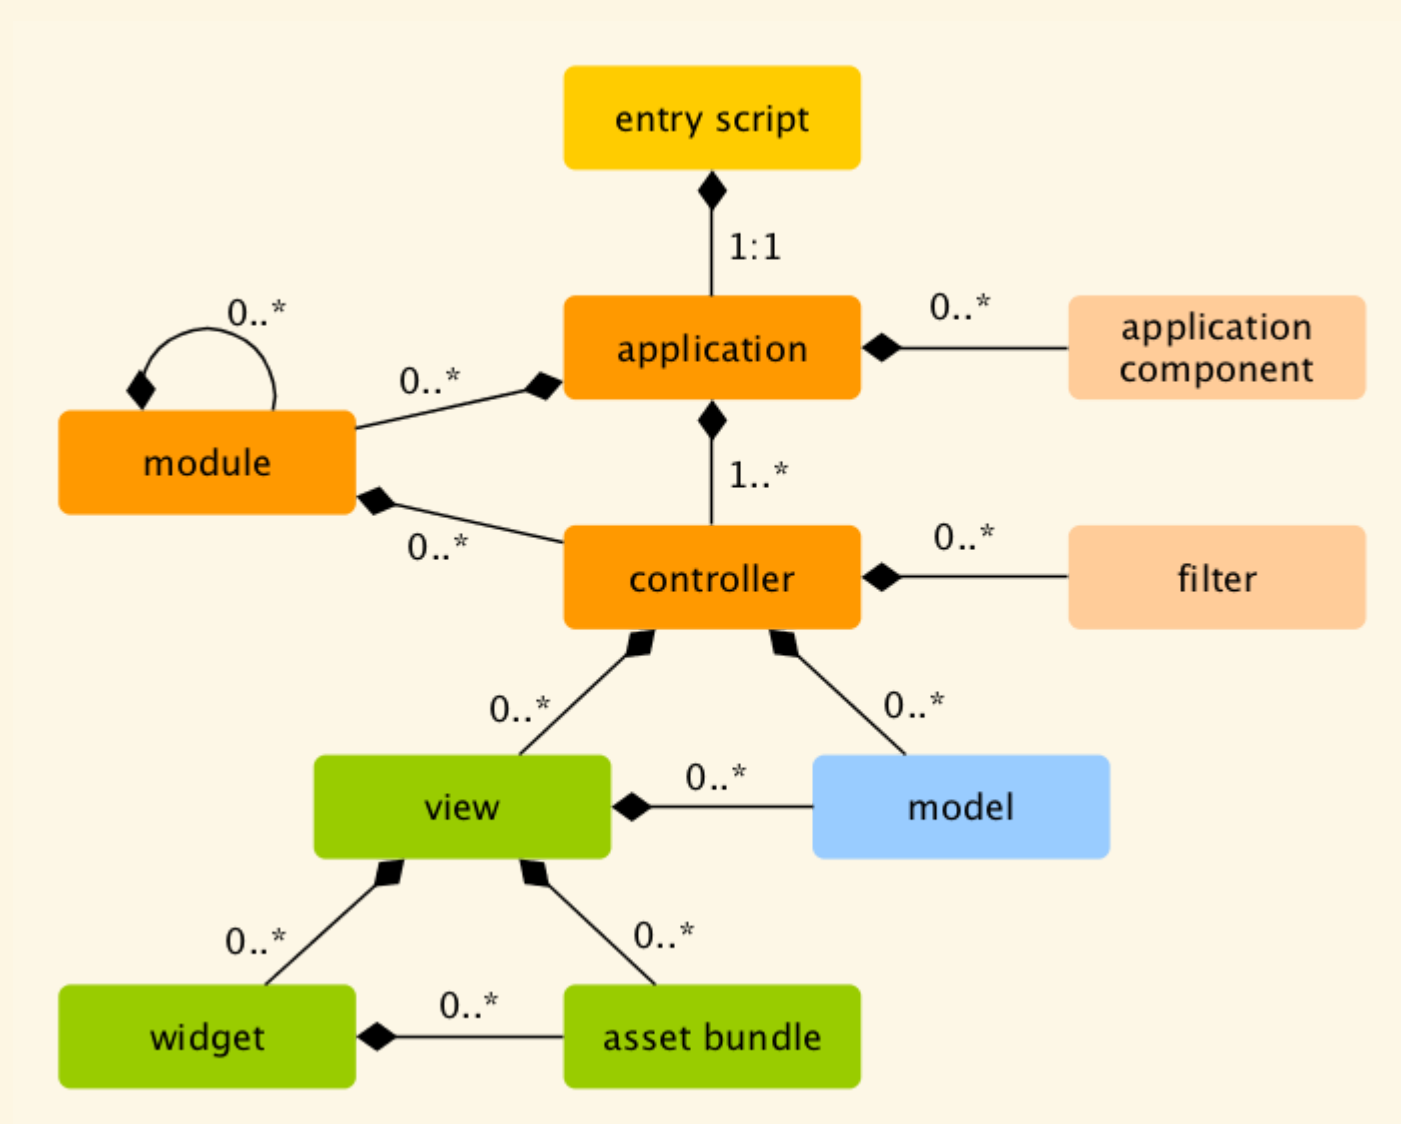 entry script
1:1
0..*
0..*
application
0..*
application
component
module
1..*
0..*
controller
0..*
filter
0..*
0..*
view
0..*
model
0..*
0..*
widget
0..*
asset bundle